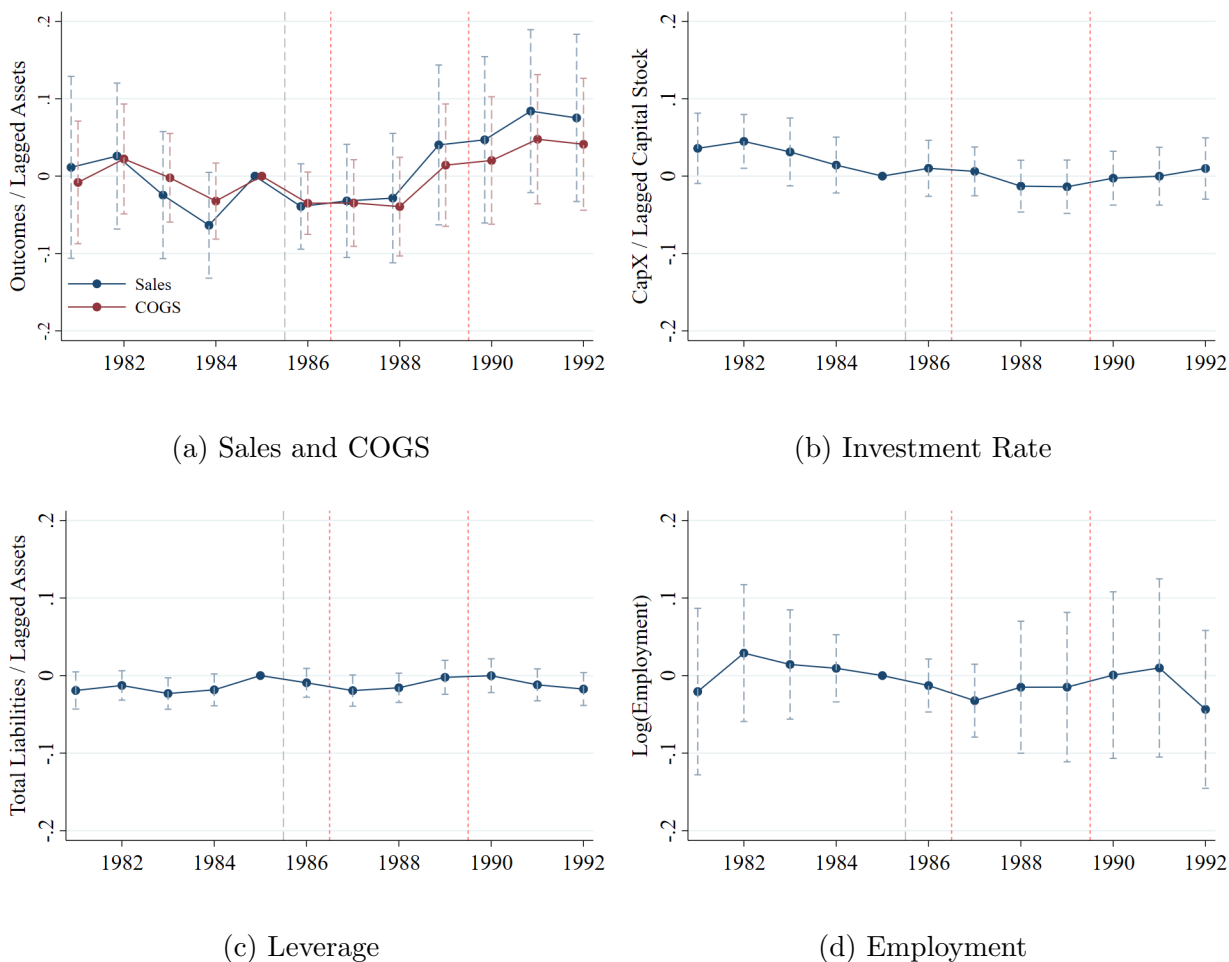 Outcomes / Lagged Assets
.2
.1
0
-.1
-.2
Sales
COGS
1982 1984 1986 1988 1990 1992
(a) Sales and COGS
CapX / Lagged Capital Stock
.2
.1
0
-.1
-.2
1982 1984 1986 1988 1990 1992
(b) Investment Rate
Total Liabilities / Lagged Assets
.2
.1
0
-.1
-.2
1982 1984 1986 1988 1990 1992
(c) Leverage
Log(Employment)
.2
.1
0
-.1
-.2
1982 1984 1986 1988 1990 1992
(d) Employment